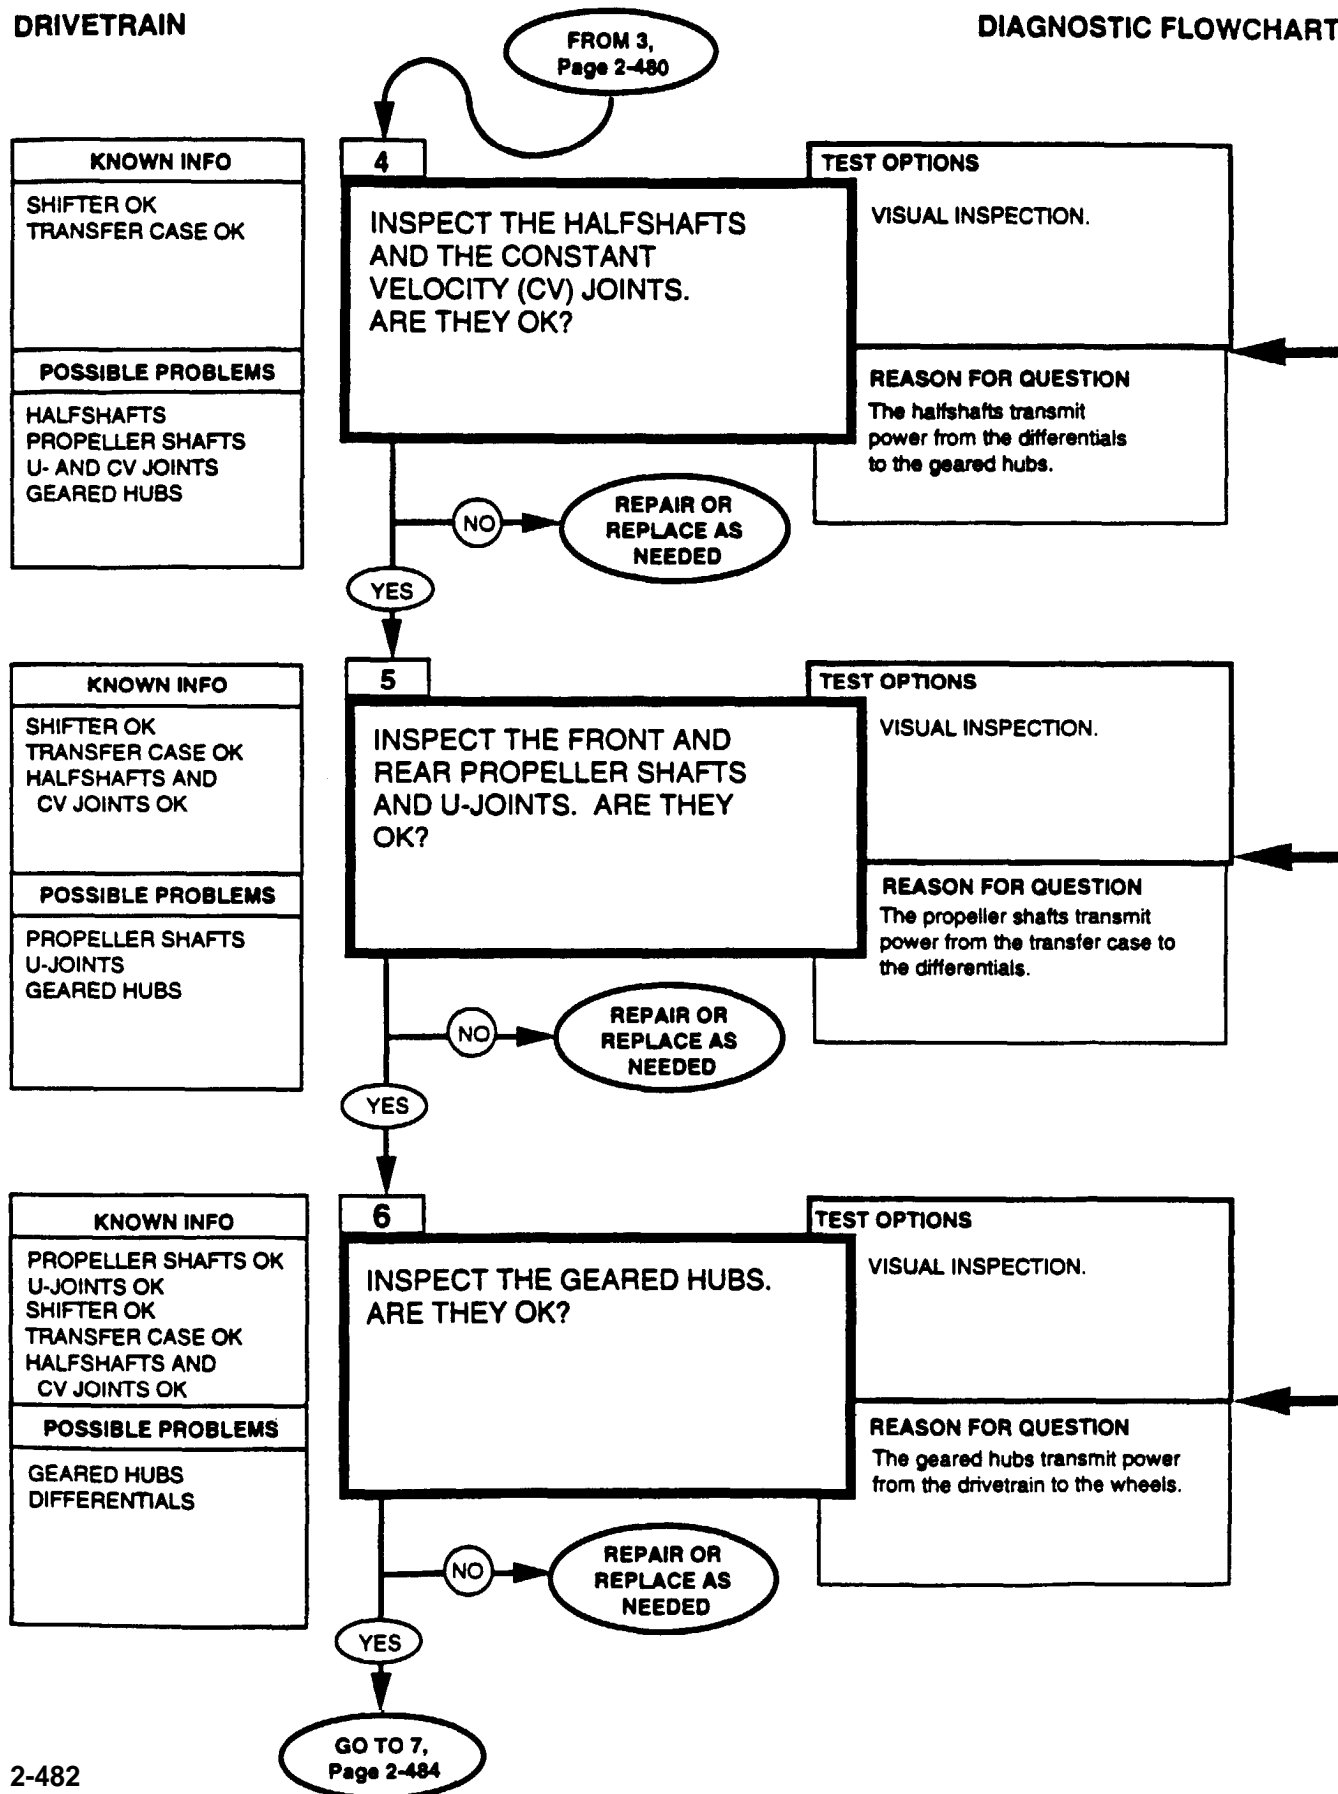 DRIVETRAIN
DIAGNOSTIC FLOWCHART
FROM 3,
Page 2-480
KNOWN INFO
SHIFTER OK
TRANSFER CASE OK
POSSIBLE PROBLEMS
HALFSHAFTS
PROPELLER SHAFTS
U- AND CV JOINTS
GEARED HUBS
4
INSPECT THE HALFSHAFTS
AND THE CONSTANT
VELOCITY (CV) JOINTS.
ARE THEY OK?
TEST OPTIONS
VISUAL INSPECTION.
REASON FOR QUESTION
The halfshafts transmit
power from the differentials
to the geared hubs.
NO
REPAIR OR
REPLACE AS
NEEDED
YES
KNOWN INFO
SHIFTER OK
TRANSFER CASE OK
HALFSHAFTS AND
CV JOINTS OK
POSSIBLE PROBLEMS
PROPELLER SHAFTS
U-JOINTS
GEARED HUBS
5
INSPECT THE FRONT AND
REAR PROPELLER SHAFTS
AND U-JOINTS. ARE THEY
OK?
TEST OPTIONS
VISUAL INSPECTION.
REASON FOR QUESTION
The propeller shafts transmit
power from the transfer case to
the differentials.
NO
REPAIR OR
REPLACE AS
NEEDED
YES
KNOWN INFO
PROPELLER SHAFTS OK
U-JOINTS OK
SHIFTER OK
TRANSFER CASE OK
HALFSHAFTS AND
CV JOINTS OK
POSSIBLE PROBLEMS
GEARED HUBS
DIFFERENTIALS
6
INSPECT THE GEARED HUBS.
ARE THEY OK?
TEST OPTIONS
VISUAL INSPECTION.
REASON FOR QUESTION
The geared hubs transmit power
from the drivetrain to the wheels.
NO
REPAIR OR
REPLACE AS
NEEDED
YES
GO TO 7,
Page 2-484
2-482